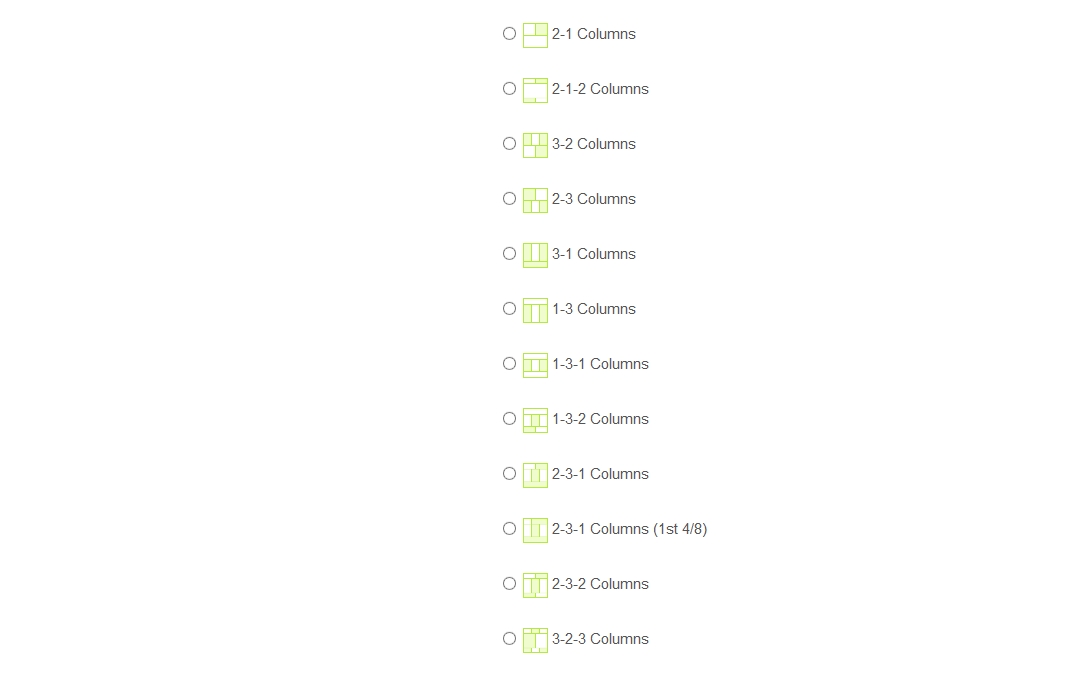 2-1 Columns
2-1-2 Columns
3-2 Columns
2-3 Columns
3-1 Columns
1-3 Columns
1-3-1 Columns
1-3-2 Columns
2-3-1 Columns
2-3-1 Columns (1st 4/8)
2-3-2 Columns
3-2-3 Columns